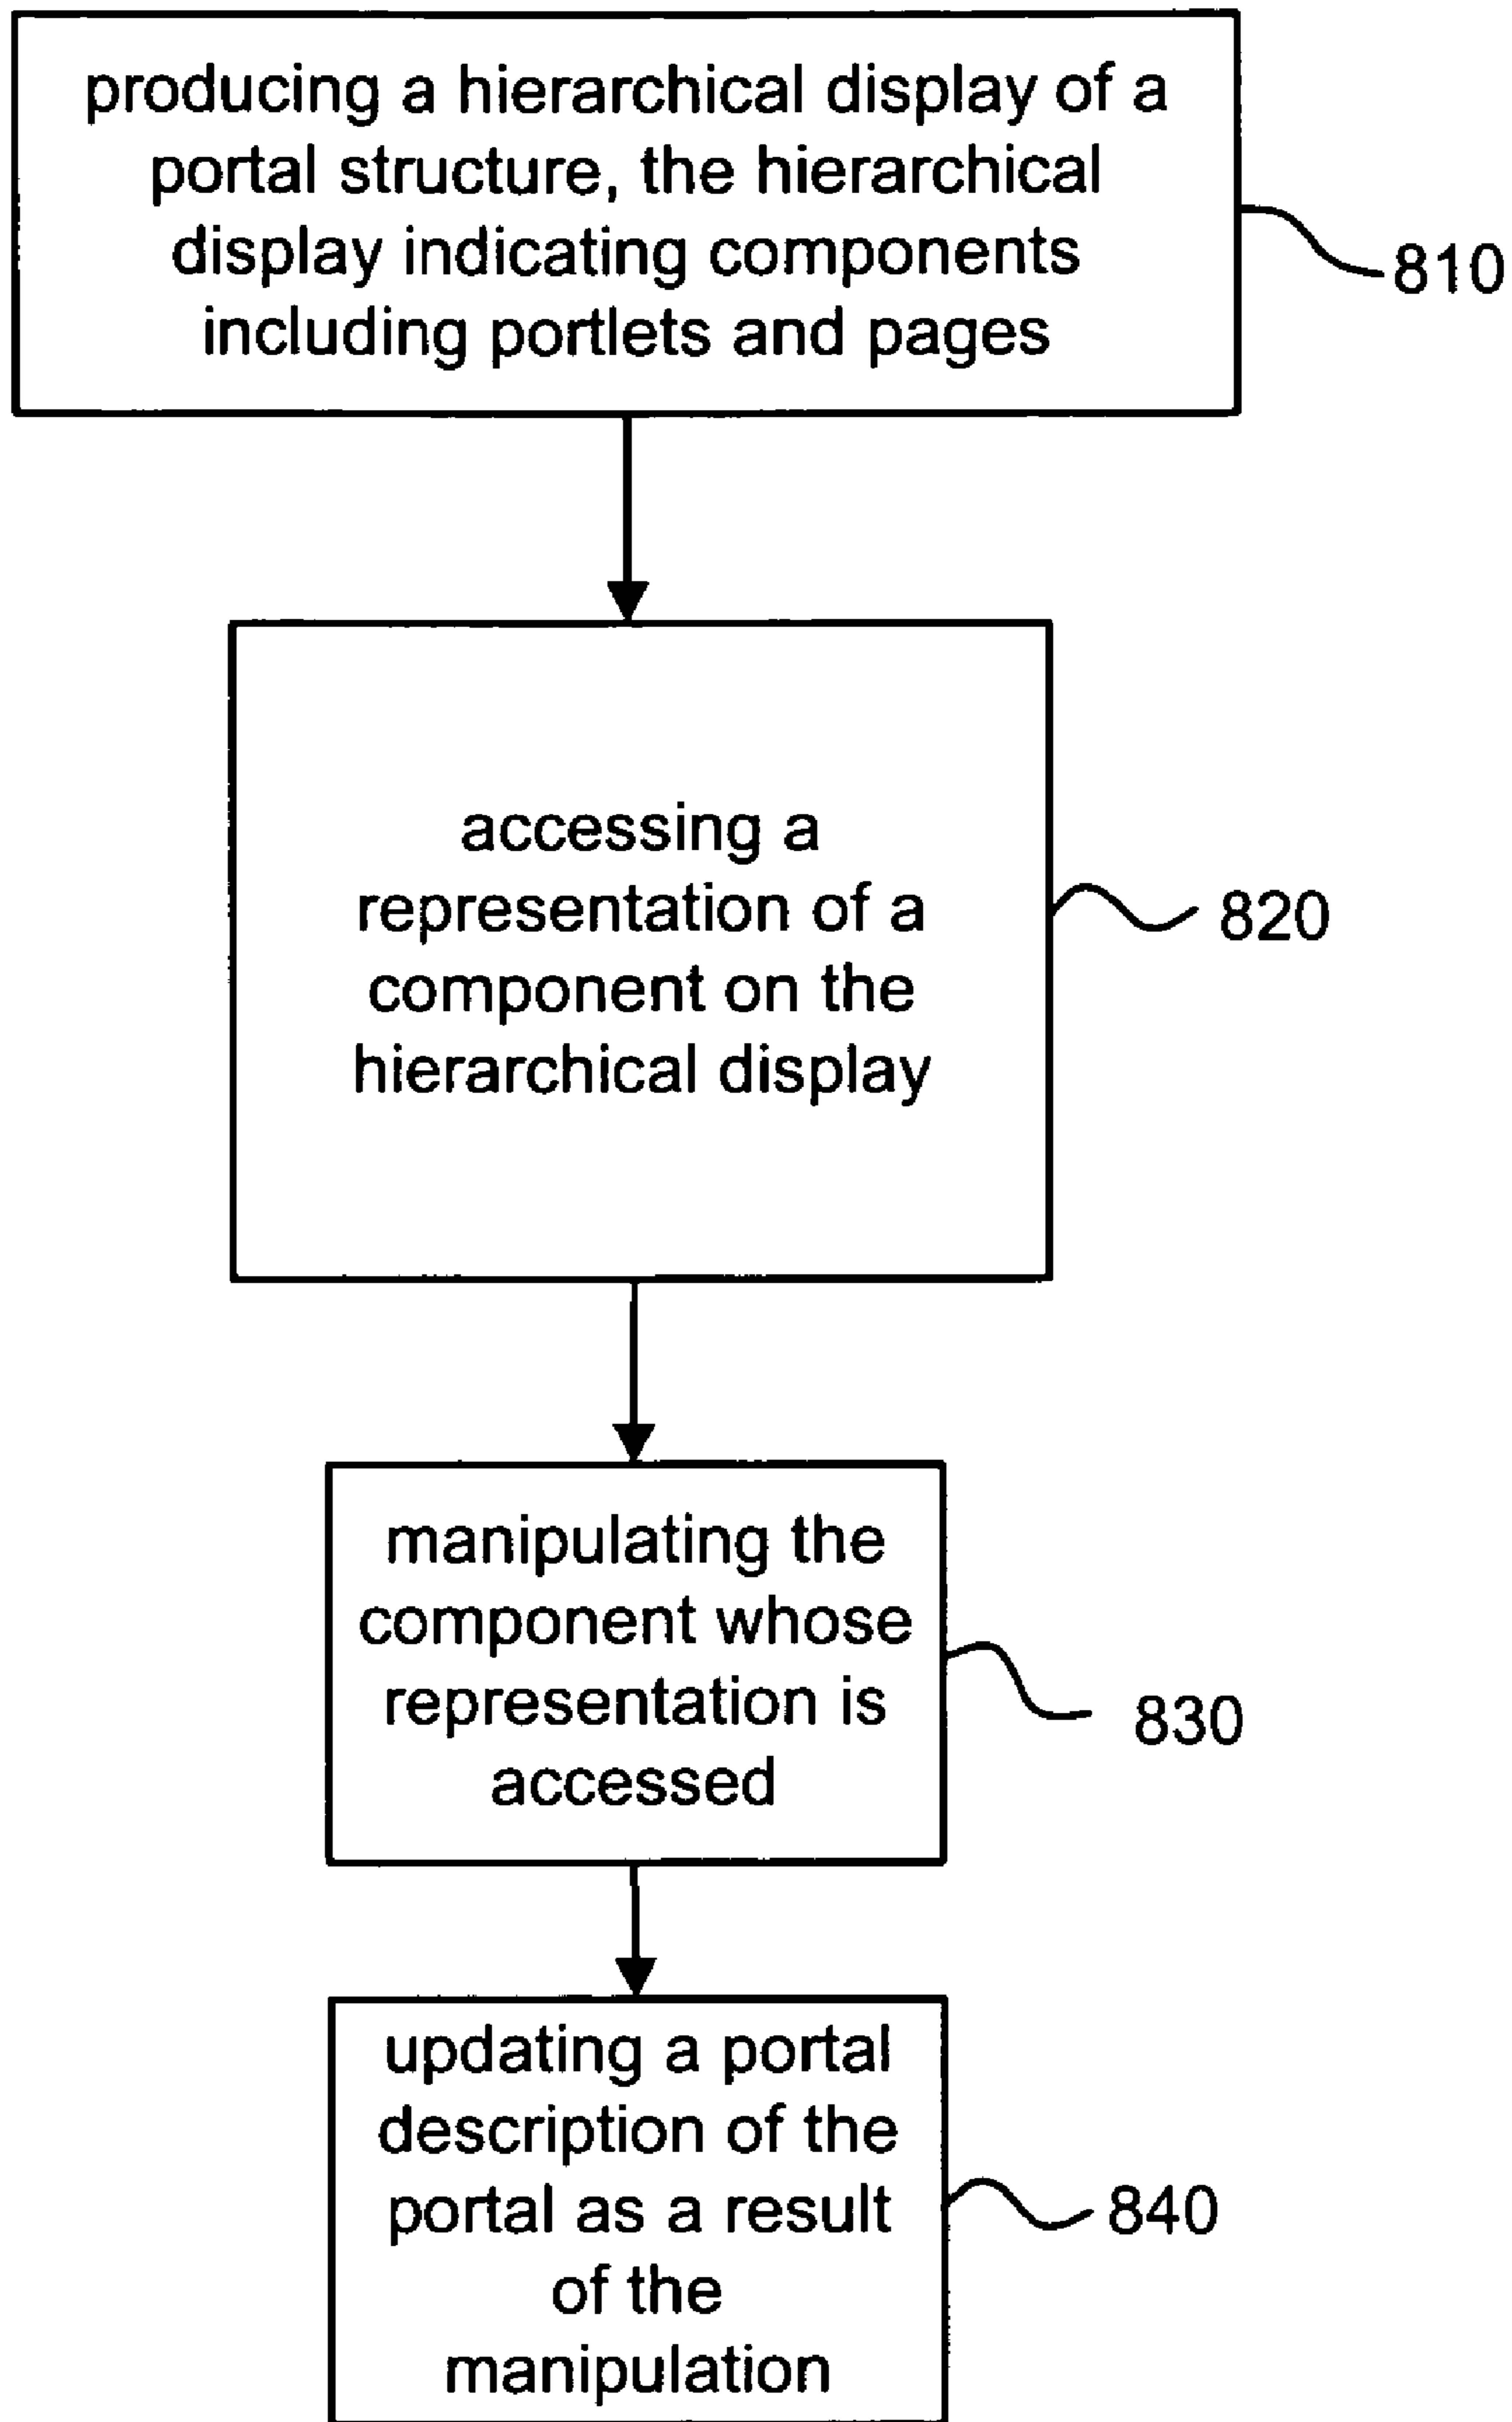 producing a hierarchical display of a
portal structure, the hierarchical
display indicating components
including portlets and pages
810
accessing a
representation of a
component on the
hierarchical display
820
manipulating the
component whose
representation is
accessed
830
updating a portal
description of the
portal as a result
of the
manipulation
840